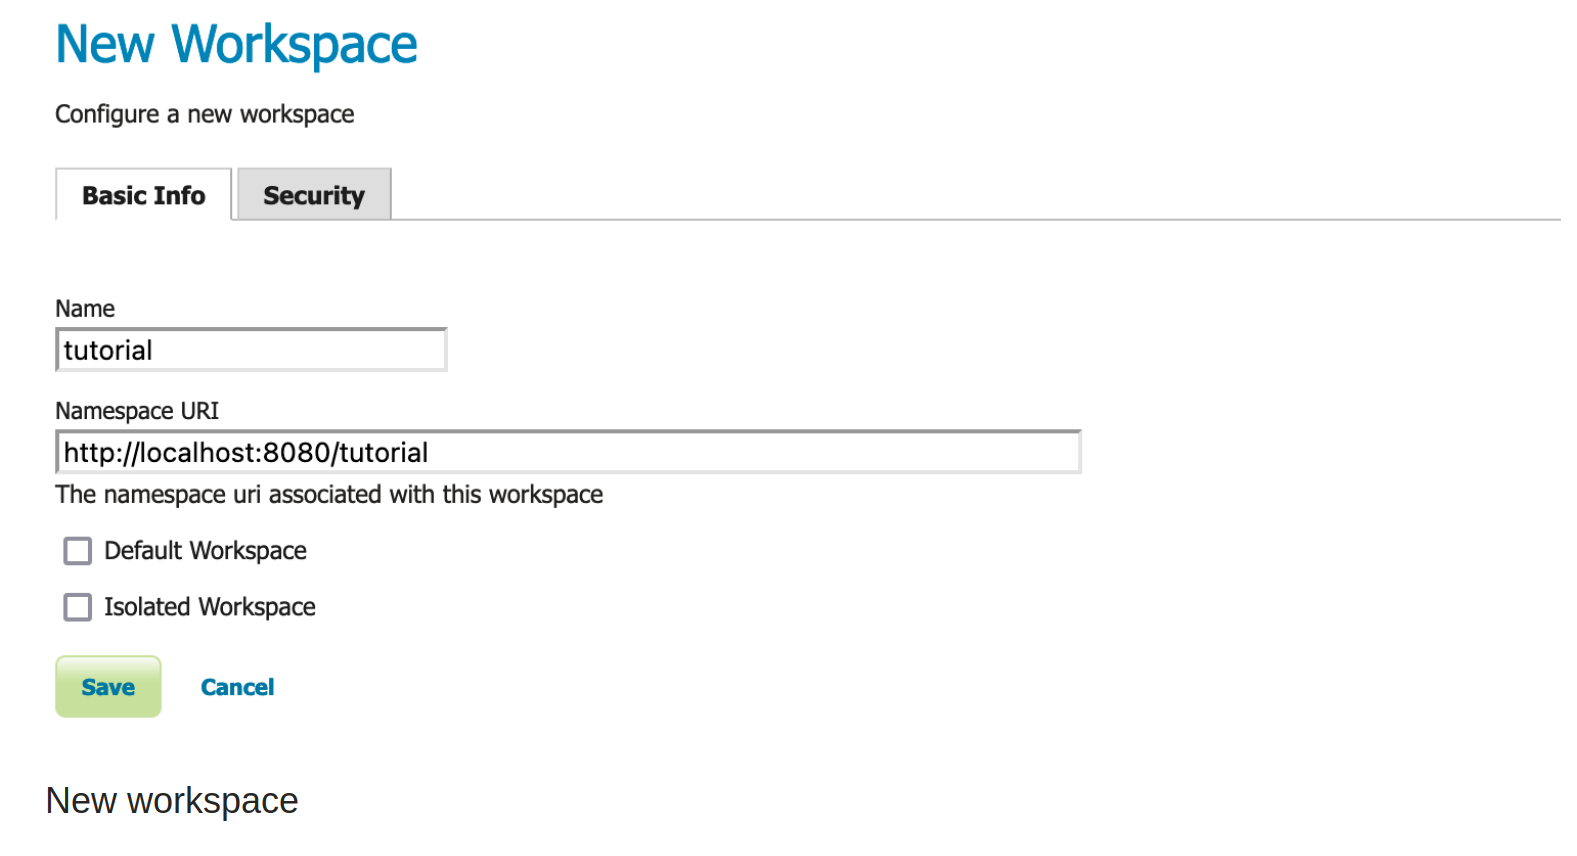 New Workspace
Configure a new workspace
Basic Info Security
Name
tutorial
Namespace URI
http://localhost:8080/tutorial
The namespace uri associated with this workspace
Default Workspace
Isolated Workspace
Save Cancel
New workspace